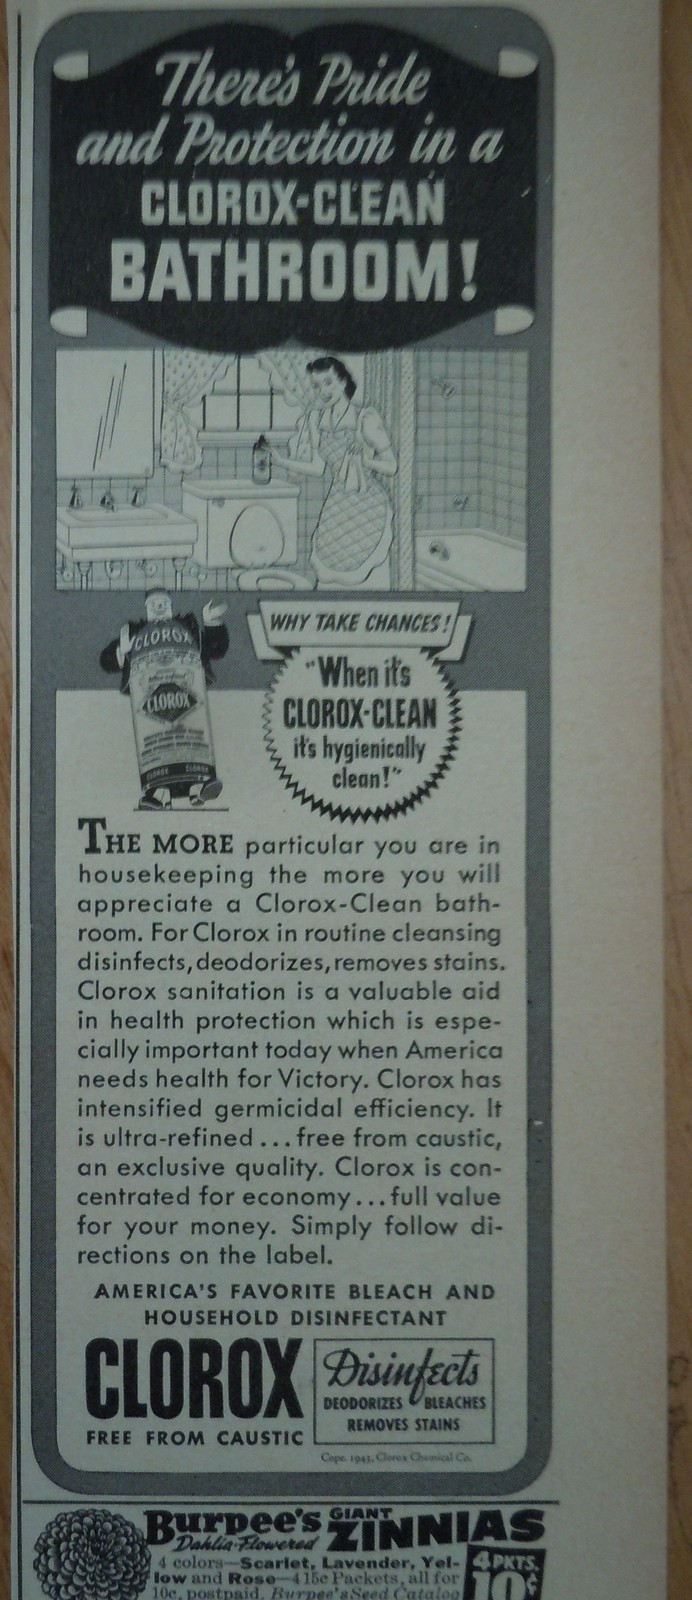 There's Pride
and Protection in a
CLOROX-CLEAN
BATHROOM!
WHY TAKE CHANCES!
CLOROX
CLOROX
CLOROX CLOROX
"When it's
CLOROX-CLEAN
it's hygienically
clean!"
THE MORE particular you are in
housekeeping the more you will
appreciate a Clorox-Clean bath-
room. For Clorox in routine cleansing
disinfects, deodorizes, removes stains.
Clorox sanitation is a valuable aid
in health protection which is espe-
cially important today when America
needs health for Victory. Clorox has
intensified germicidal efficiency. It
is ultra-refined...free from caustic,
an exclusive quality. Clorox is con-
centrated for economy...full value
for your money. Simply follow di-
rections on the label.
AMERICA'S FAVORITE BLEACH AND
HOUSEHOLD DISINFECTANT
CLOROX
FREE FROM CAUSTIC
Disinfects
DEODORIZES BLEACHES
REMOVES STAINS
Copr. 1943, Clorox Chemical Co.
Burpee's GIANT
Dahlia-Flowered ZINNIAS
4 colors—Scarlet, Lavender, Yel-
low and Rose—4 15c Packets, all for
10c, postpaid. Burpee's Seed Catalog
4 PKTS.
10¢